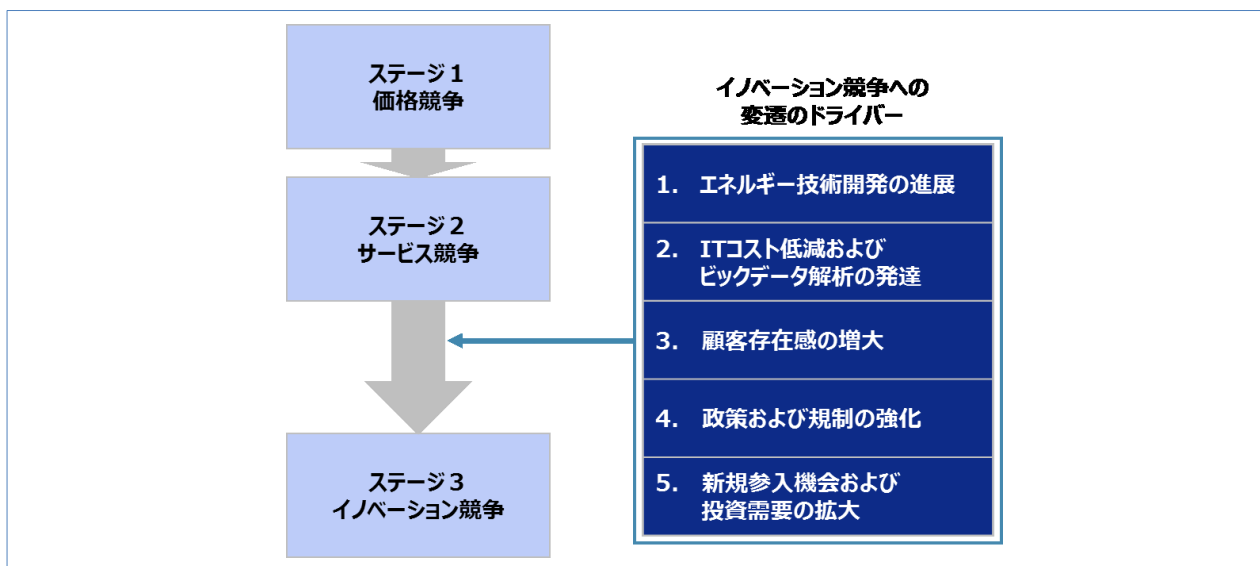 ステージ１
価格競争
ステージ２
サービス競争
ステージ３
イノベーション競争
イノベーション競争への
変遷のドライバー
1. エネルギー技術開発の進展
2. ITコスト低減および
ビックデータ解析の発達
3. 顧客存在感の増大
4. 政策および規制の強化
5. 新規参入機会および
投資需要の拡大